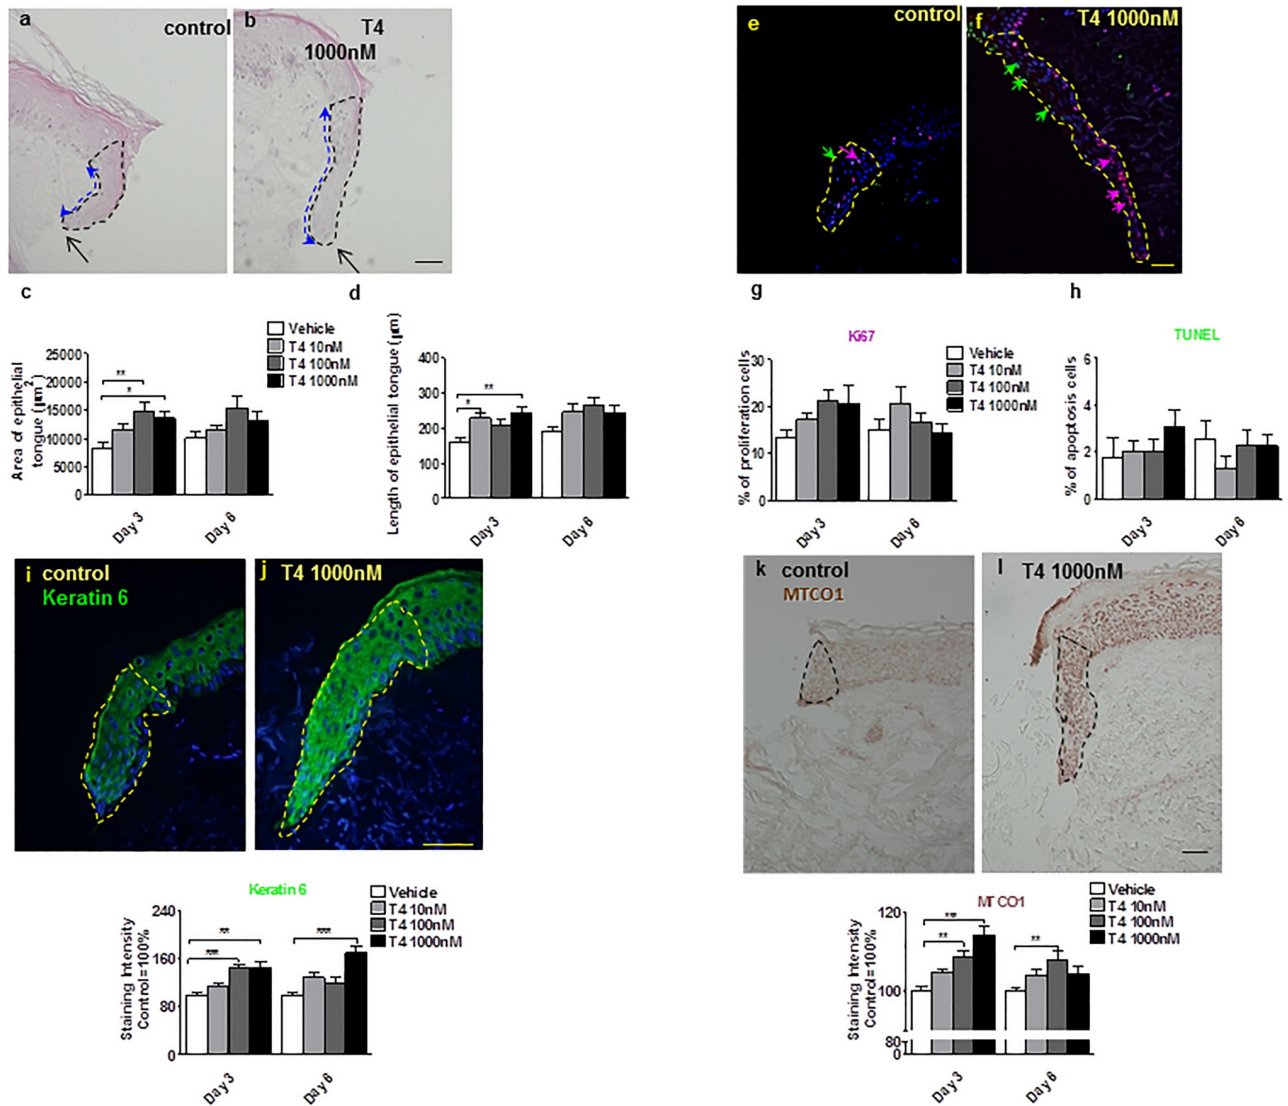 a
control
b
T4
1000nM
e
control
f
T4 1000nM
c
Vehicle
T4 10nM
T4 100nM
T4 1000nM
Area of epithelial
tongue (μm²
25000
20000
15000
10000
5000
0
**
*
Day 3
Day 6
d
Length of epithelial tongue (μm)
400
300
200
100
0
*
**
Day 3
Day 6
g
Ki67
% of proliferation cells
30
20
10
0
Day 3
Day 6
Vehicle
T4 10nM
T4 100nM
T4 1000nM
h
TUNEL
% of apoptosis cells
6
4
2
0
Day 3
Day 6
i
control
Keratin 6
j
T4 1000nM
k
control
MTCO1
l
T4 1000nM
Keratin 6
Staining Intensity
Control=100%
240
160
80
0
**
***
***
Day 3
Day 6
Vehicle
T4 10nM
T4 100nM
T4 1000nM
MTCO1
Staining Intensity
Control=100%
120
100
80
0
***
**
**
Day 3
Day 6
Vehicle
T4 10nM
T4 100nM
T4 1000nM